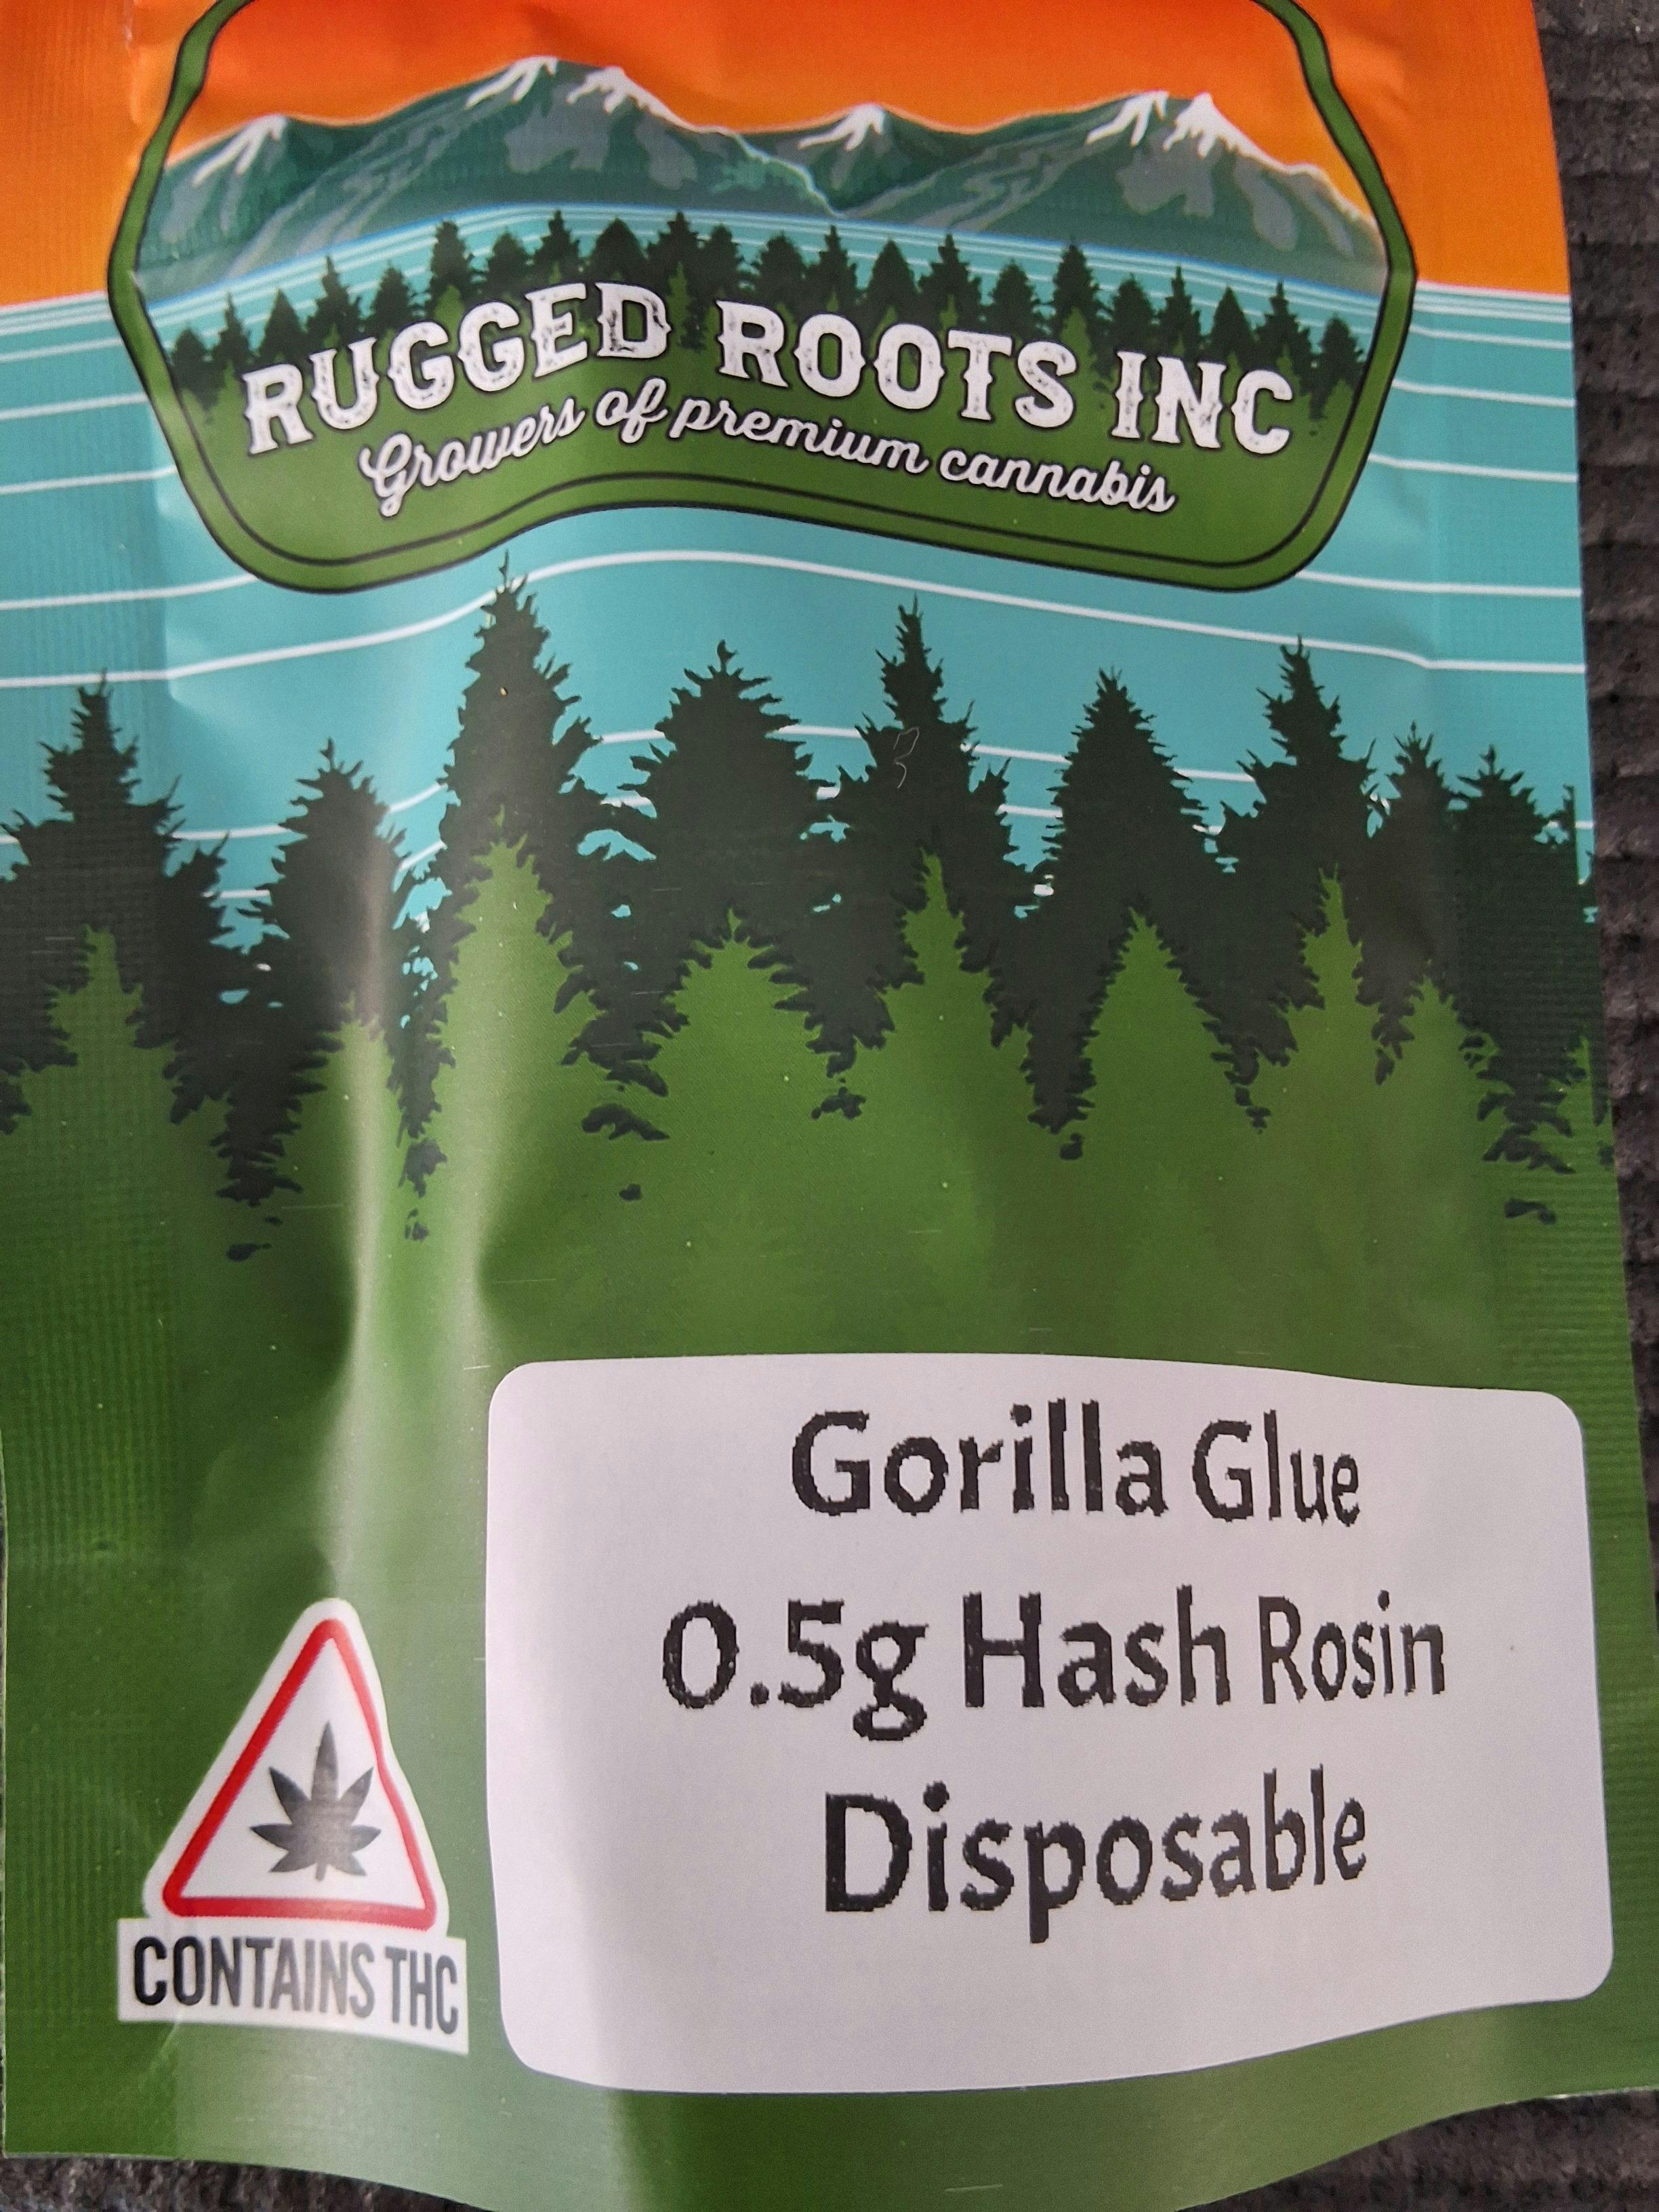 RUGGED ROOTS INC
Growers of premium cannabis
Gorilla Glue
0.5g Hash Rosin
Disposable
CONTAINS THC